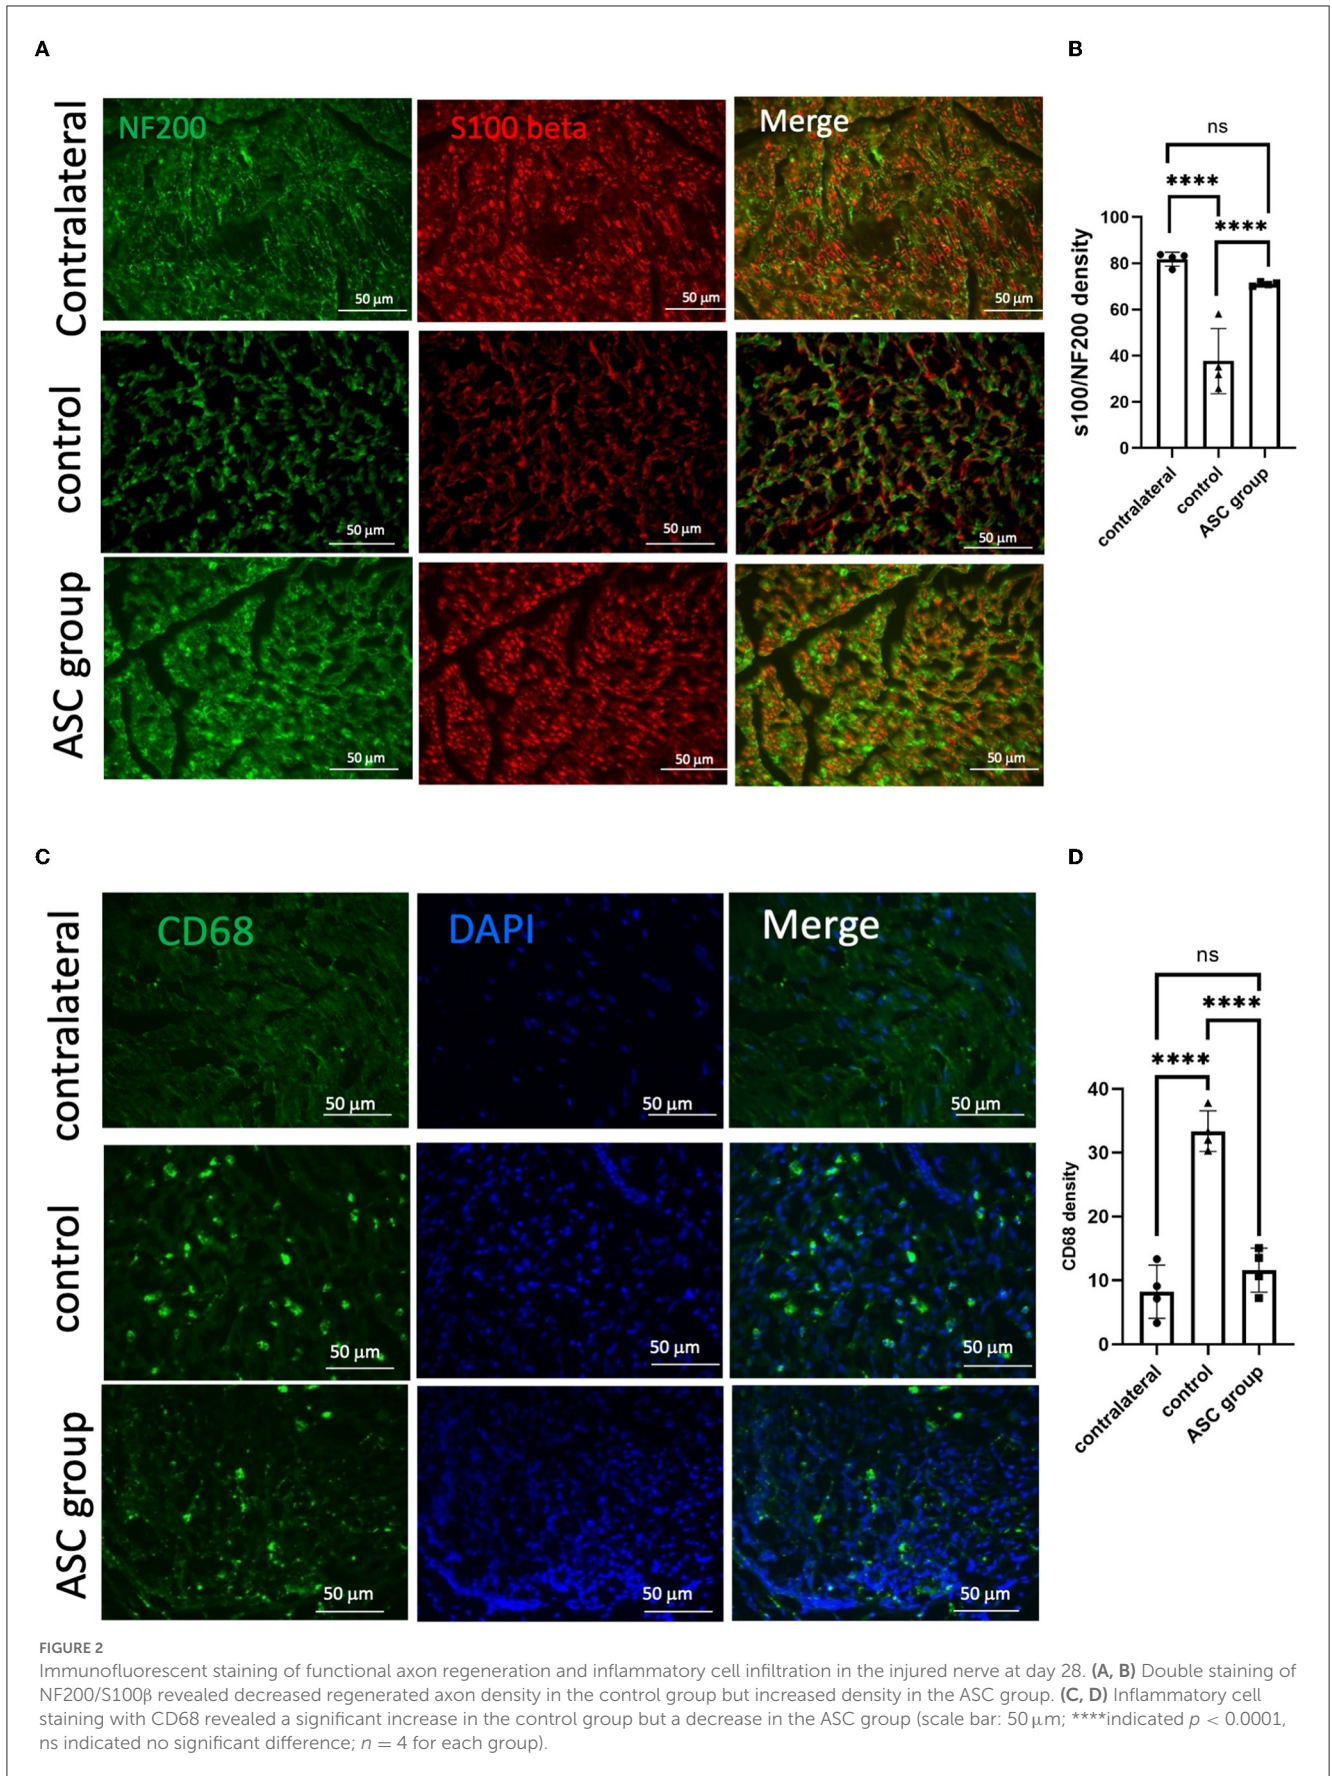 A
B
Contralateral
NF200
S100 beta
Merge
50 µm
50 µm
50 µm
control
50 µm
50 µm
50 µm
ASC group
50 µm
50 µm
50 µm
ns
****
****
s100/NF200 density
100
80
60
40
20
0
contralateral
control
ASC group
C
D
contralateral
CD68
DAPI
Merge
50 µm
50 µm
50 µm
control
50 µm
50 µm
50 µm
ASC group
50 µm
50 µm
50 µm
ns
****
****
CD68 density
40
30
20
10
0
contralateral
control
ASC group
FIGURE 2
Immunofluorescent staining of functional axon regeneration and inflammatory cell infiltration in the injured nerve at day 28. (A, B) Double staining of
NF200/S100β revealed decreased regenerated axon density in the control group but increased density in the ASC group. (C, D) Inflammatory cell
staining with CD68 revealed a significant increase in the control group but a decrease in the ASC group (scale bar: 50 µm; ****indicated p < 0.0001,
ns indicated no significant difference; n = 4 for each group).